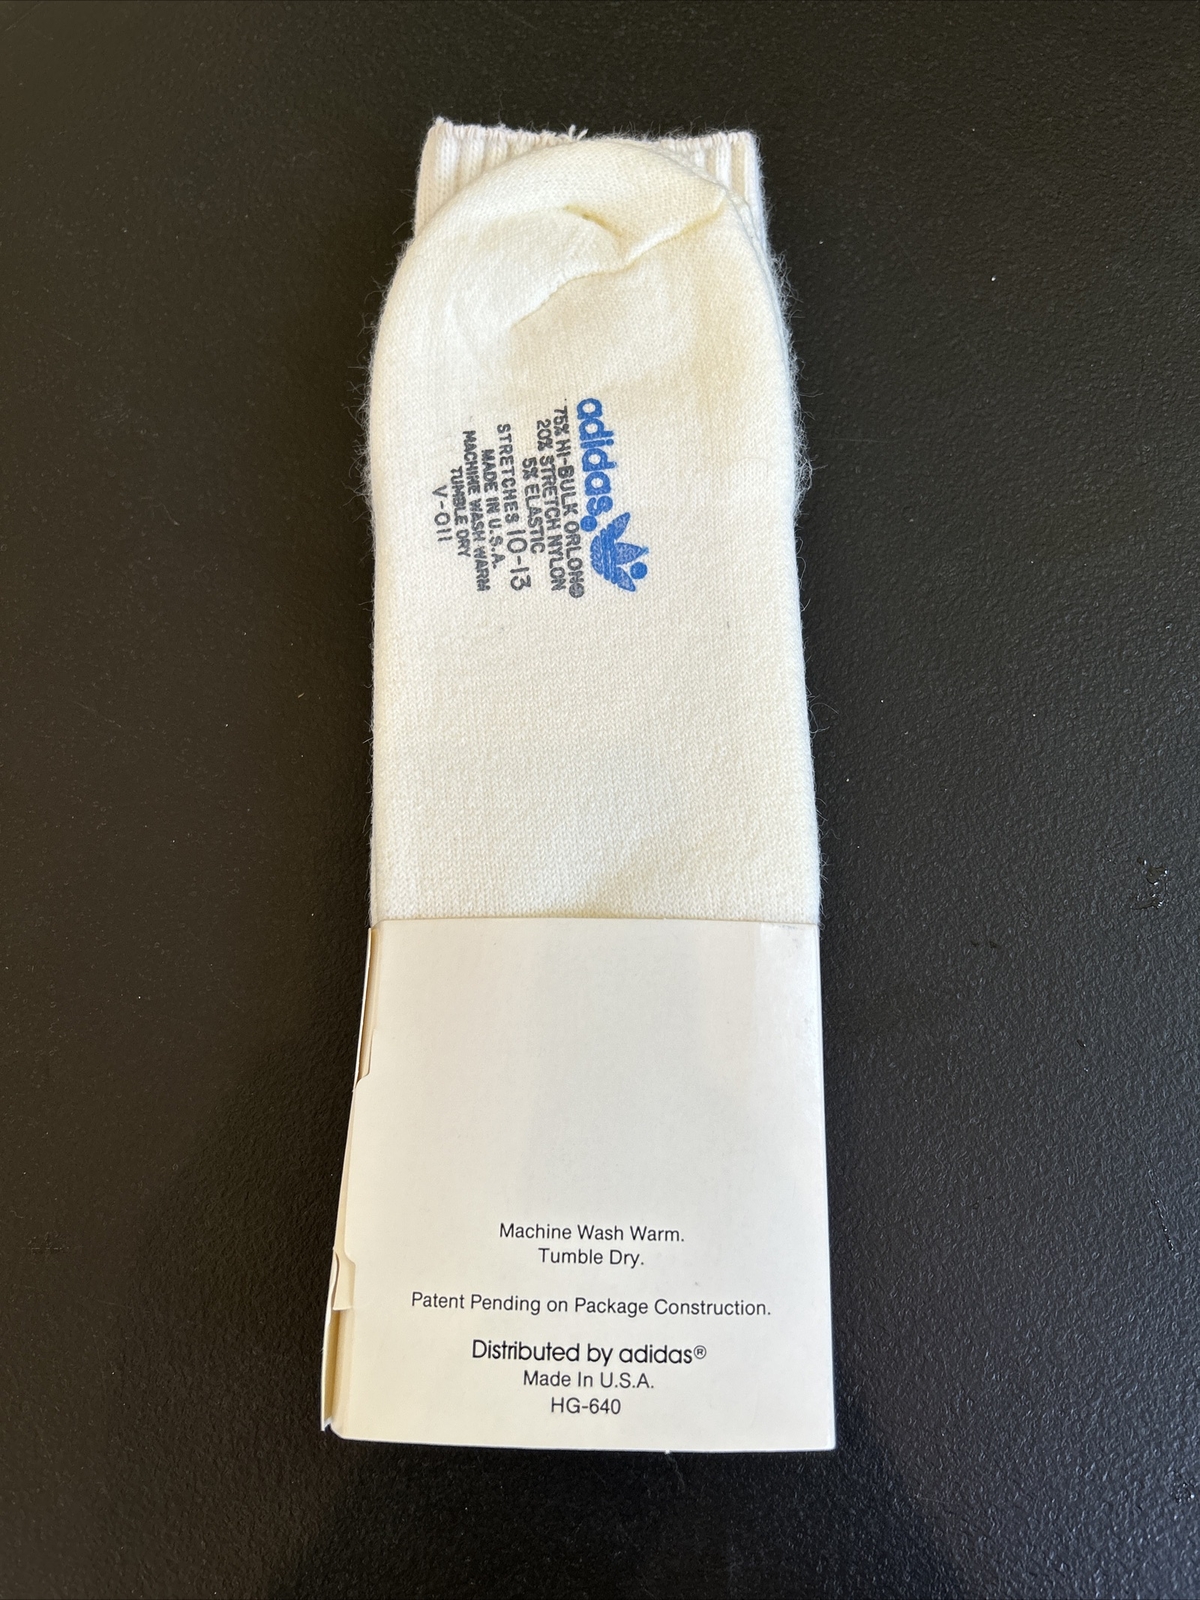 adidas®
75% HI-BULK ORLON®
20% STRETCH NYLON
5% ELASTIC
STRETCHES 10-13
MADE IN U.S.A.
MACHINE WASH WARM
TUMBLE DRY
V-011
Machine Wash Warm.
Tumble Dry.
Patent Pending on Package Construction.
Distributed by adidas®
Made In U.S.A.
HG-640